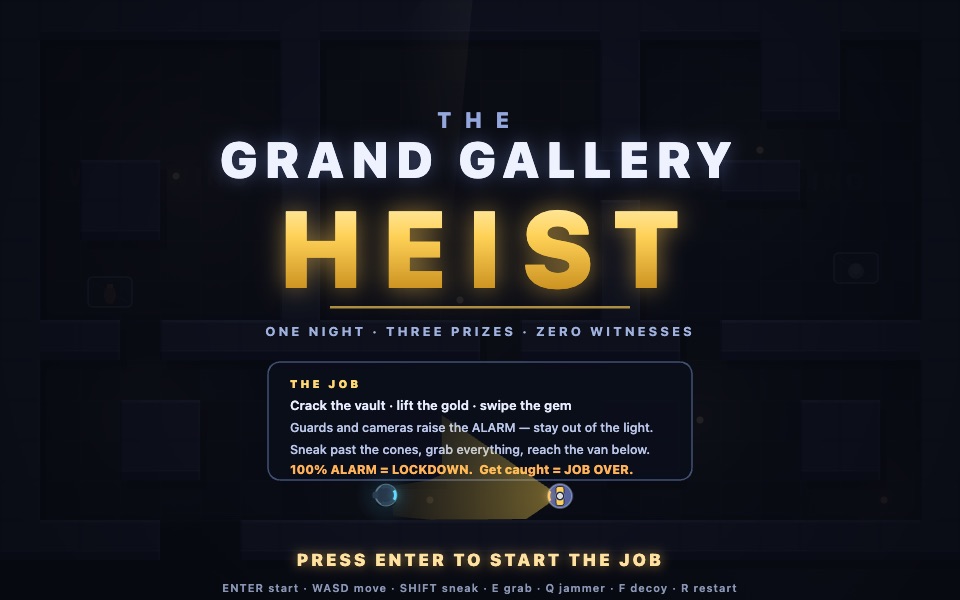 THE
GRAND GALLERY
HEIST
ONE NIGHT · THREE PRIZES · ZERO WITNESSES
THE JOB
Crack the vault · lift the gold · swipe the gem
Guards and cameras raise the ALARM — stay out of the light.
Sneak past the cones, grab everything, reach the van below.
100% ALARM = LOCKDOWN. Get caught = JOB OVER.
PRESS ENTER TO START THE JOB
ENTER start · WASD move · SHIFT sneak · E grab · Q jammer · F decoy · R restart